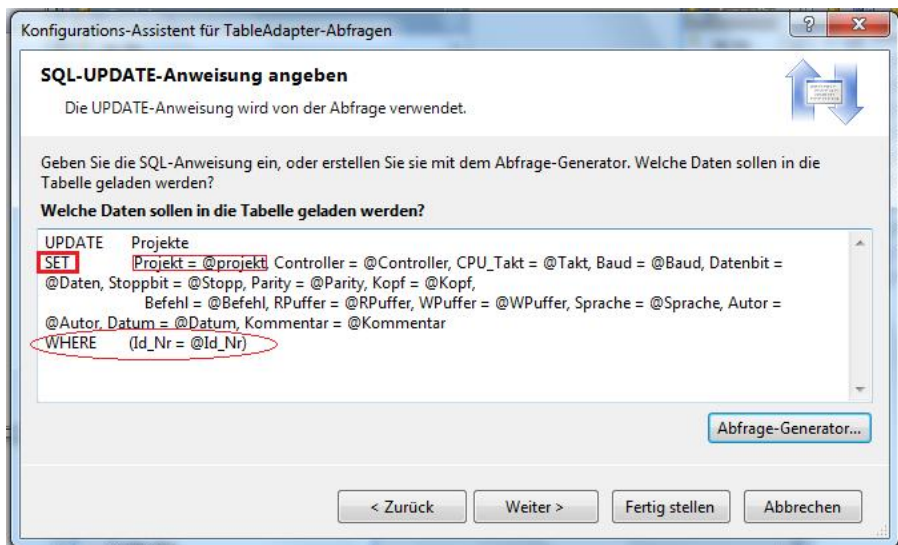 Konfigurations-Assistent für TableAdapter-Abfragen
SQL-UPDATE-Anweisung angeben
Die UPDATE-Anweisung wird von der Abfrage verwendet.
Geben Sie die SQL-Anweisung ein, oder erstellen Sie sie mit dem Abfrage-Generator. Welche Daten sollen in die
Tabelle geladen werden?
Welche Daten sollen in die Tabelle geladen werden?
UPDATE Projekte
SET Projekt = @projekt, Controller = @Controller, CPU_Takt = @Takt, Baud = @Baud, Datenbit =
@Daten, Stoppbit = @Stopp, Parity = @Parity, Kopf = @Kopf,
Befehl = @Befehl, RPuffer = @RPuffer, WPuffer = @WPuffer, Sprache = @Sprache, Autor =
@Autor, Datum = @Datum, Kommentar = @Kommentar
WHERE (Id_Nr = @Id_Nr)
Abfrage-Generator...
< Zurück Weiter > Fertig stellen Abbrechen